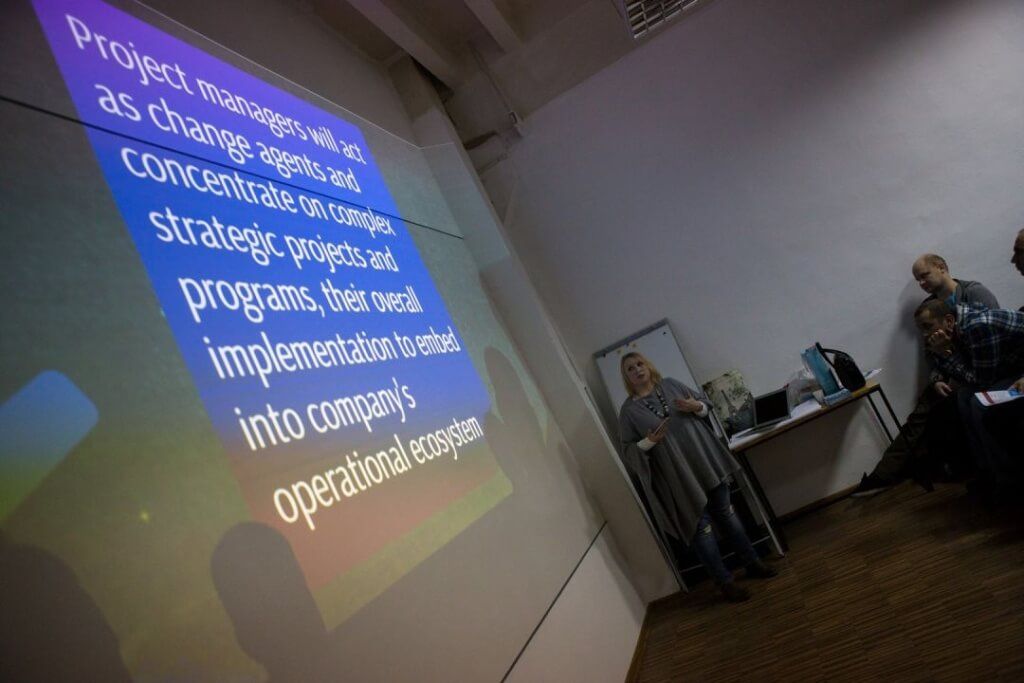 Project managers will act
as change agents and
concentrate on complex
strategic projects and
programs, their overall
implementation to embed
into company's
operational ecosystem